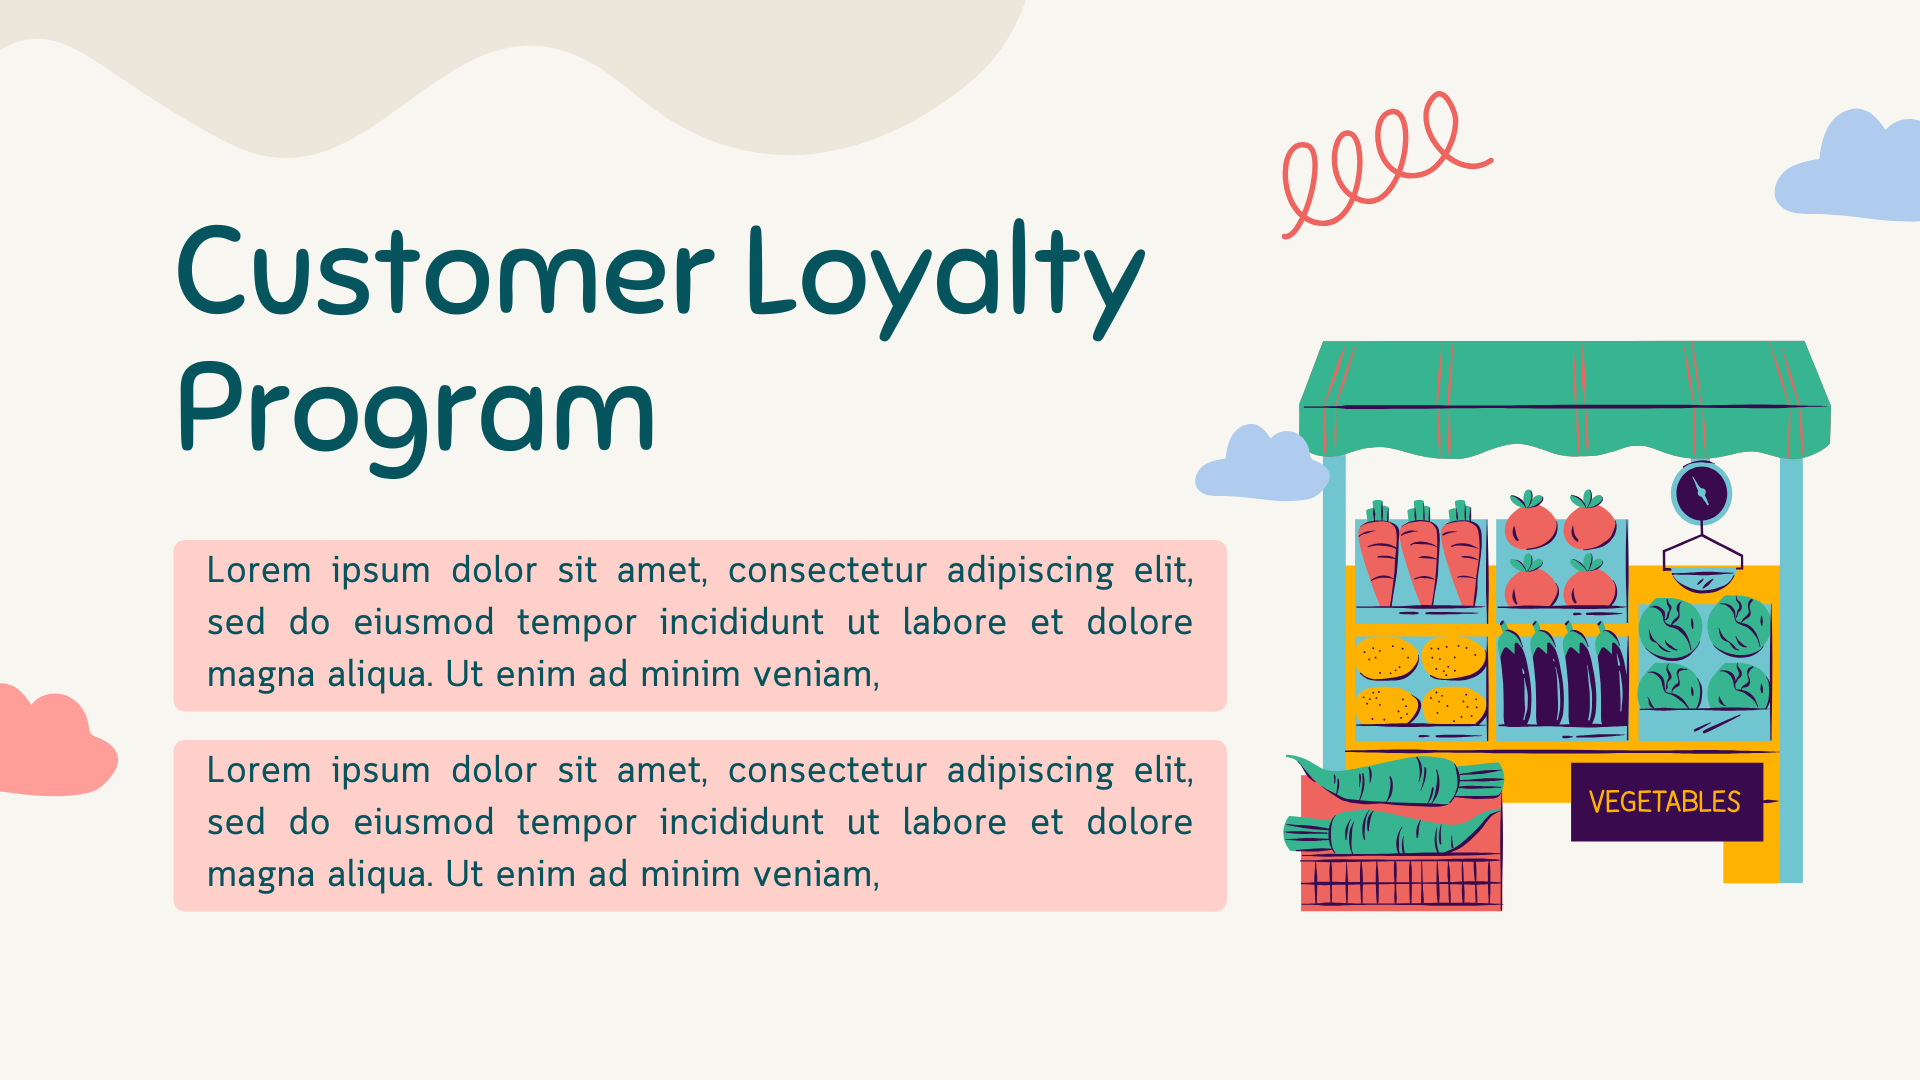 Customer Loyalty
Program
Lorem ipsum dolor sit amet, consectetur adipiscing elit,
sed do eiusmod tempor incididunt ut labore et dolore
magna aliqua. Ut enim ad minim veniam,
Lorem ipsum dolor sit amet, consectetur adipiscing elit,
sed do eiusmod tempor incididunt ut labore et dolore
magna aliqua. Ut enim ad minim veniam,
VEGETABLES